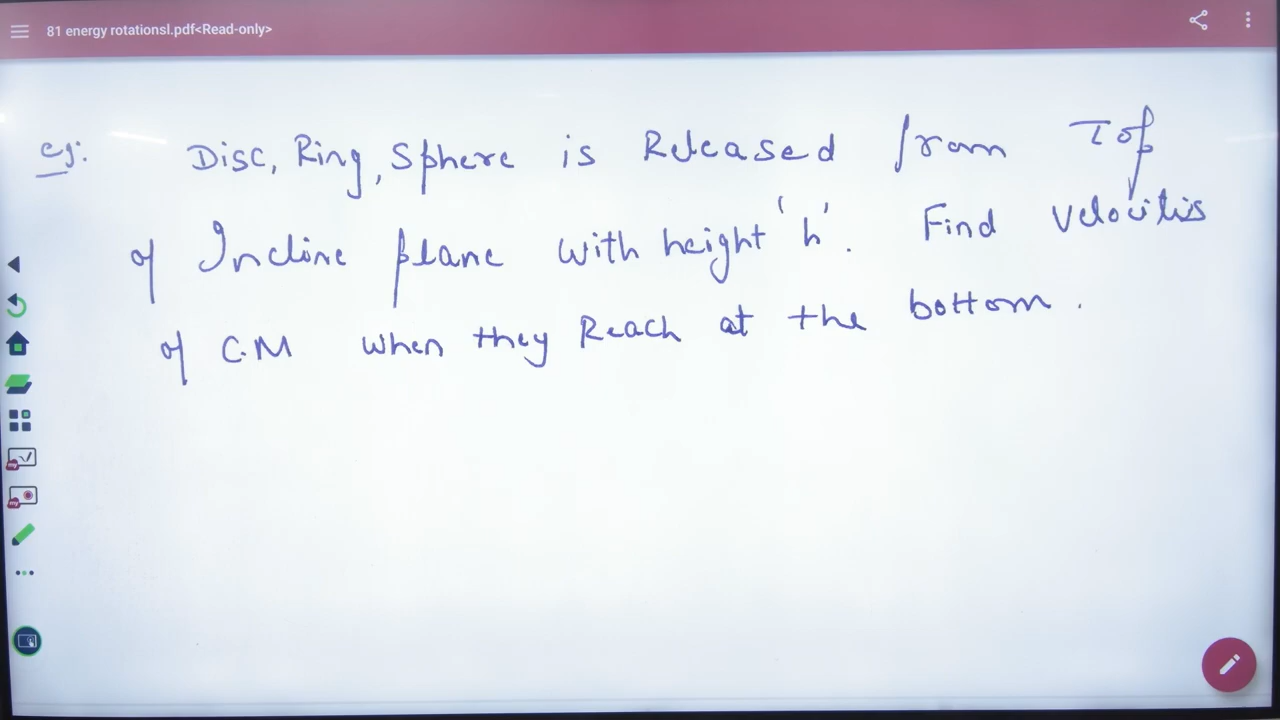 81 energy rotationsl.pdf<Read-only>
eg: Disc, Ring, Sphere is Released from Top
of Incline plane with height 'h'. Find velocities
of C.M when they Reach at the bottom.